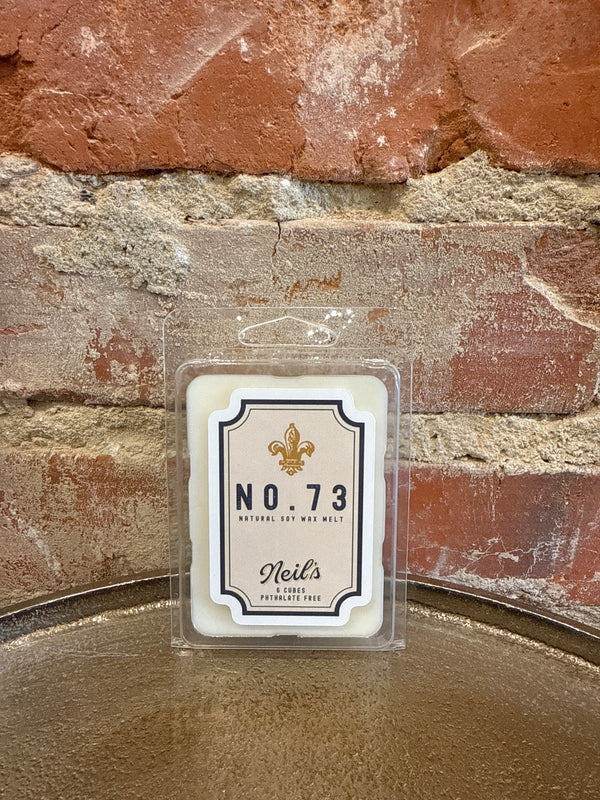 NO.73
NATURAL SOY WAX MELT
Neil's
6 CUBES
PHTHALATE FREE